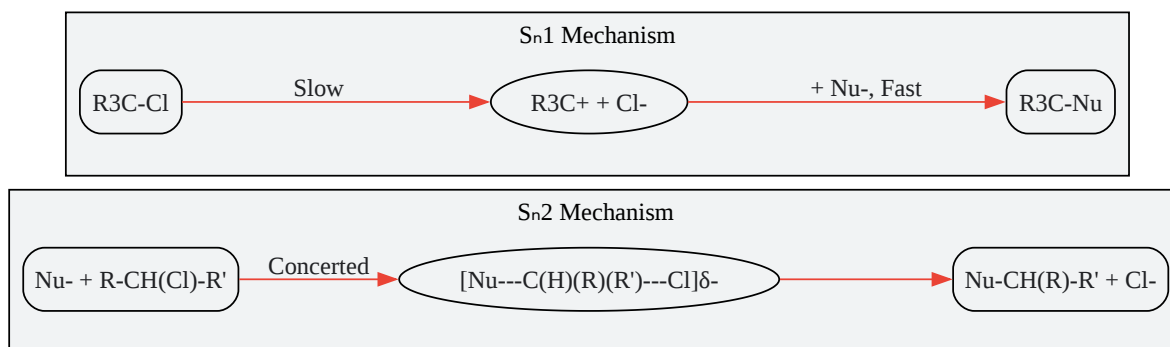 Sₙ1 Mechanism
Slow
+ Nu-, Fast
R3C-Cl
R3C+ + Cl-
R3C-Nu
Sₙ2 Mechanism
Concerted
Nu- + R-CH(Cl)-R'
[Nu---C(H)(R)(R')---Cl]δ-
Nu-CH(R)-R' + Cl-